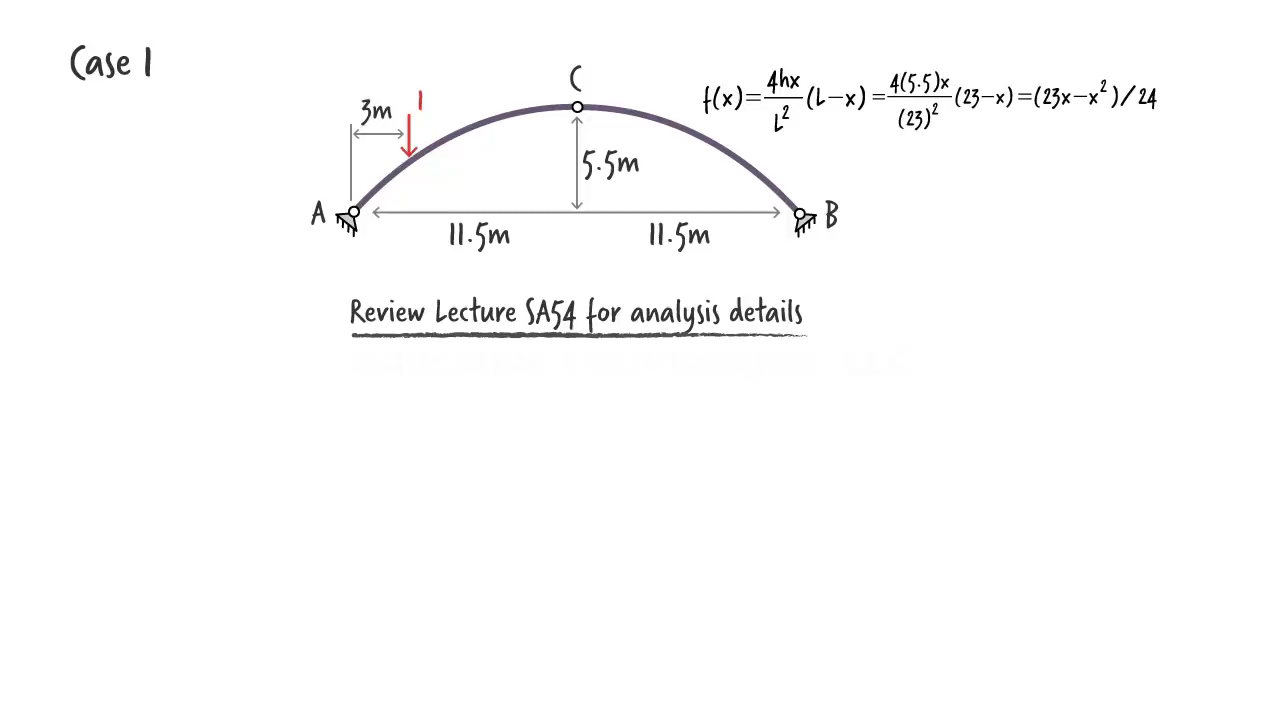 Case 1
C
1
3m
f(x)=4hx/L²(L-x)=4(5.5)x/(23)²(23-x)=(23x-x²)/24
5.5m
A
B
11.5m 11.5m
Review Lecture SA54 for analysis details